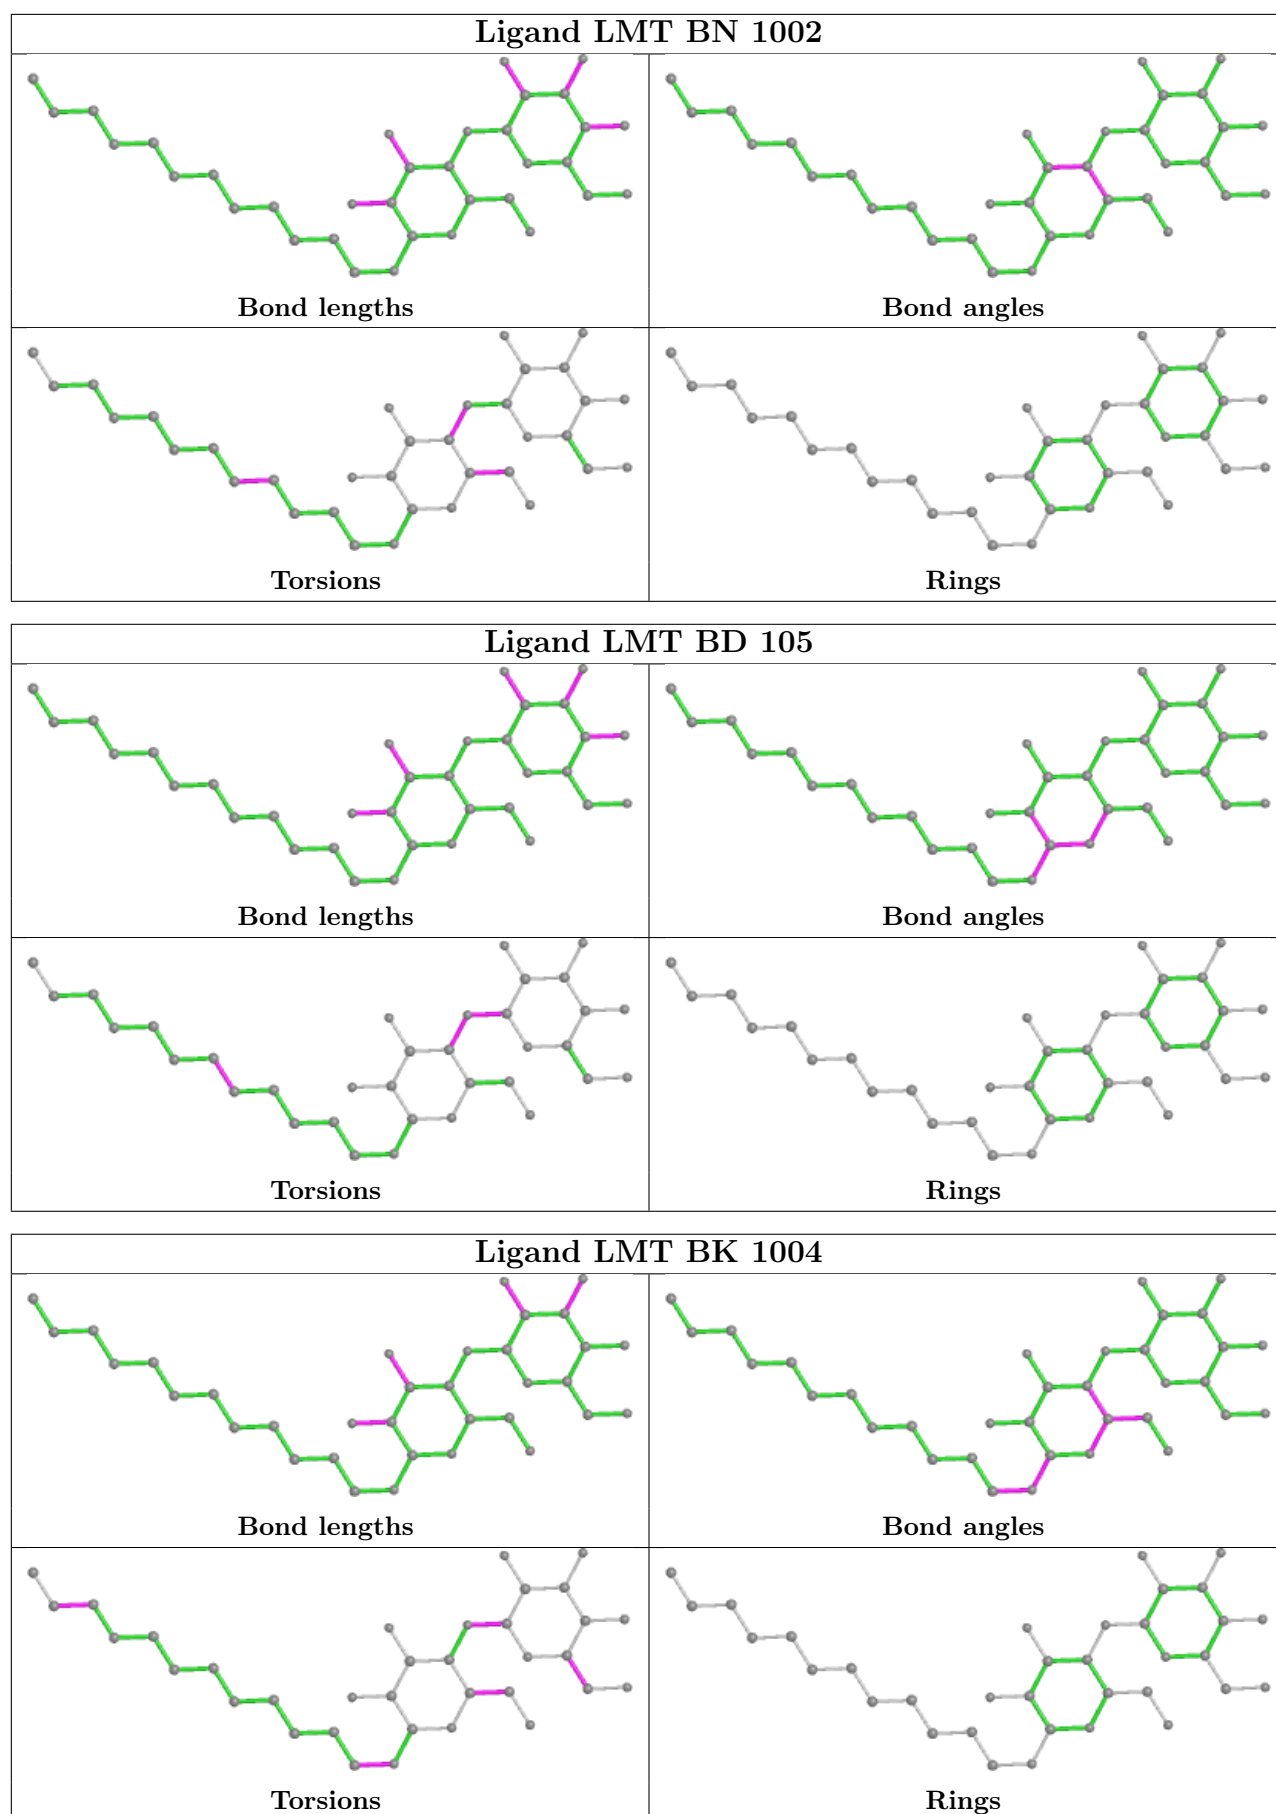 Ligand LMT BN 1002
Bond lengths
Bond angles
Torsions
Rings
Ligand LMT BD 105
Bond lengths
Bond angles
Torsions
Rings
Ligand LMT BK 1004
Bond lengths
Bond angles
Torsions
Rings